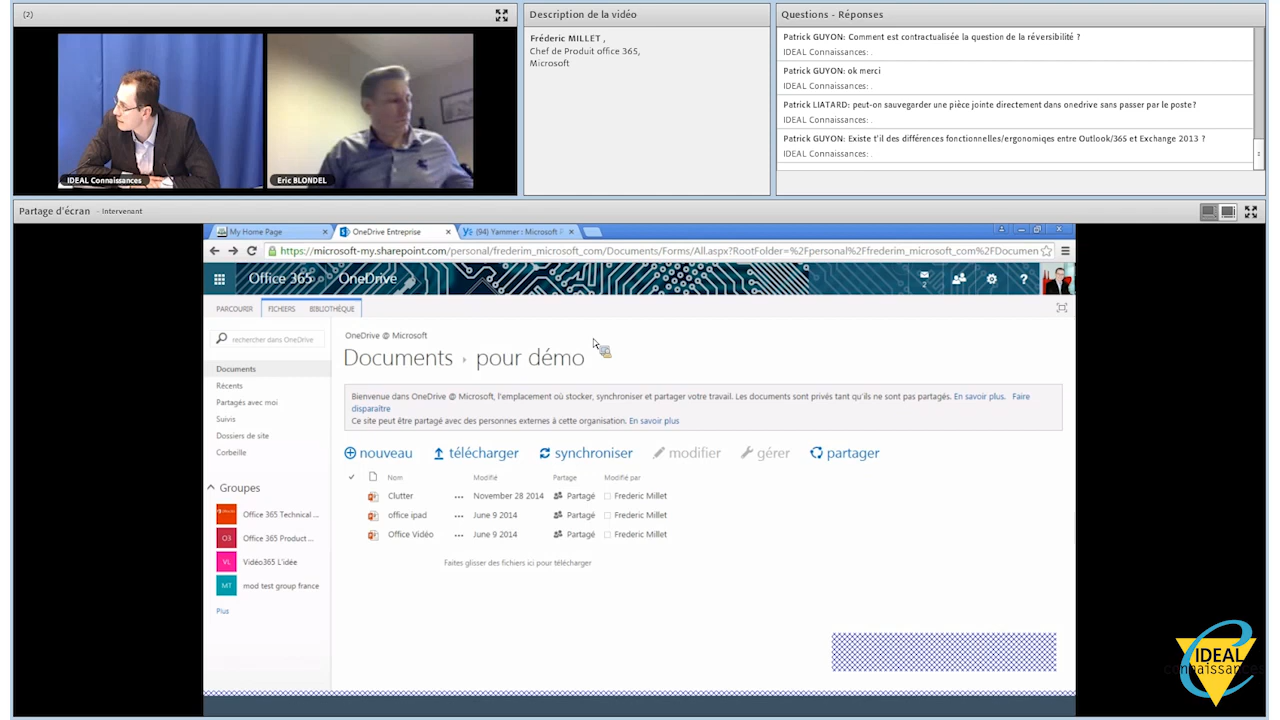 (2)
IDEAL Connaissances
Eric BLONDEL
Description de la vidéo
Fréderic MILLET ,
Chef de Produit office 365,
Microsoft
Questions - Réponses
Patrick GUYON: Comment est contractualisée la question de la réversibilité ?
IDEAL Connaissances: .
Patrick GUYON: ok merci
IDEAL Connaissances: .
Patrick LIATARD: peut-on sauvegarder une pièce jointe directement dans onedrive sans passer par le poste?
IDEAL Connaissances: .
Patrick GUYON: Existe t'il des différences fonctionnelles/ergonomiqes entre Outlook/365 et Exchange 2013 ?
IDEAL Connaissances: .
Partage d'écran - Intervenant
My Home Page
OneDrive Entreprise
(94) Yammer : Microsoft
https://microsoft-my.sharepoint.com/personal/frederim_microsoft_com/Documents/Forms/All.aspx?RootFolder=%2Fpersonal%2Ffrederim_microsoft_com%2FDocumen
Office 365
OneDrive
2
?
PARCOURIR
FICHIERS
BIBLIOTHÈQUE
rechercher dans OneDrive
Documents
Récents
Partagés avec moi
Suivis
Dossiers de site
Corbeille
Groupes
Office 365 Technical ...
O3 Office 365 Product ...
VL Vidéo365 L'idée
MT mod test group france
Plus
OneDrive @ Microsoft
Documents › pour démo
Bienvenue dans OneDrive @ Microsoft, l'emplacement où stocker, synchroniser et partager votre travail. Les documents sont privés tant qu'ils ne sont pas partagés. En savoir plus. Faire
disparaître
Ce site peut être partagé avec des personnes externes à cette organisation. En savoir plus
nouveau télécharger synchroniser modifier gérer partager
Nom Modifié Partage Modifié par
Clutter ... November 28 2014 Partagé Frederic Millet
office ipad ... June 9 2014 Partagé Frederic Millet
Office Vidéo ... June 9 2014 Partagé Frederic Millet
Faites glisser des fichiers ici pour télécharger
IDEAL
connaissances